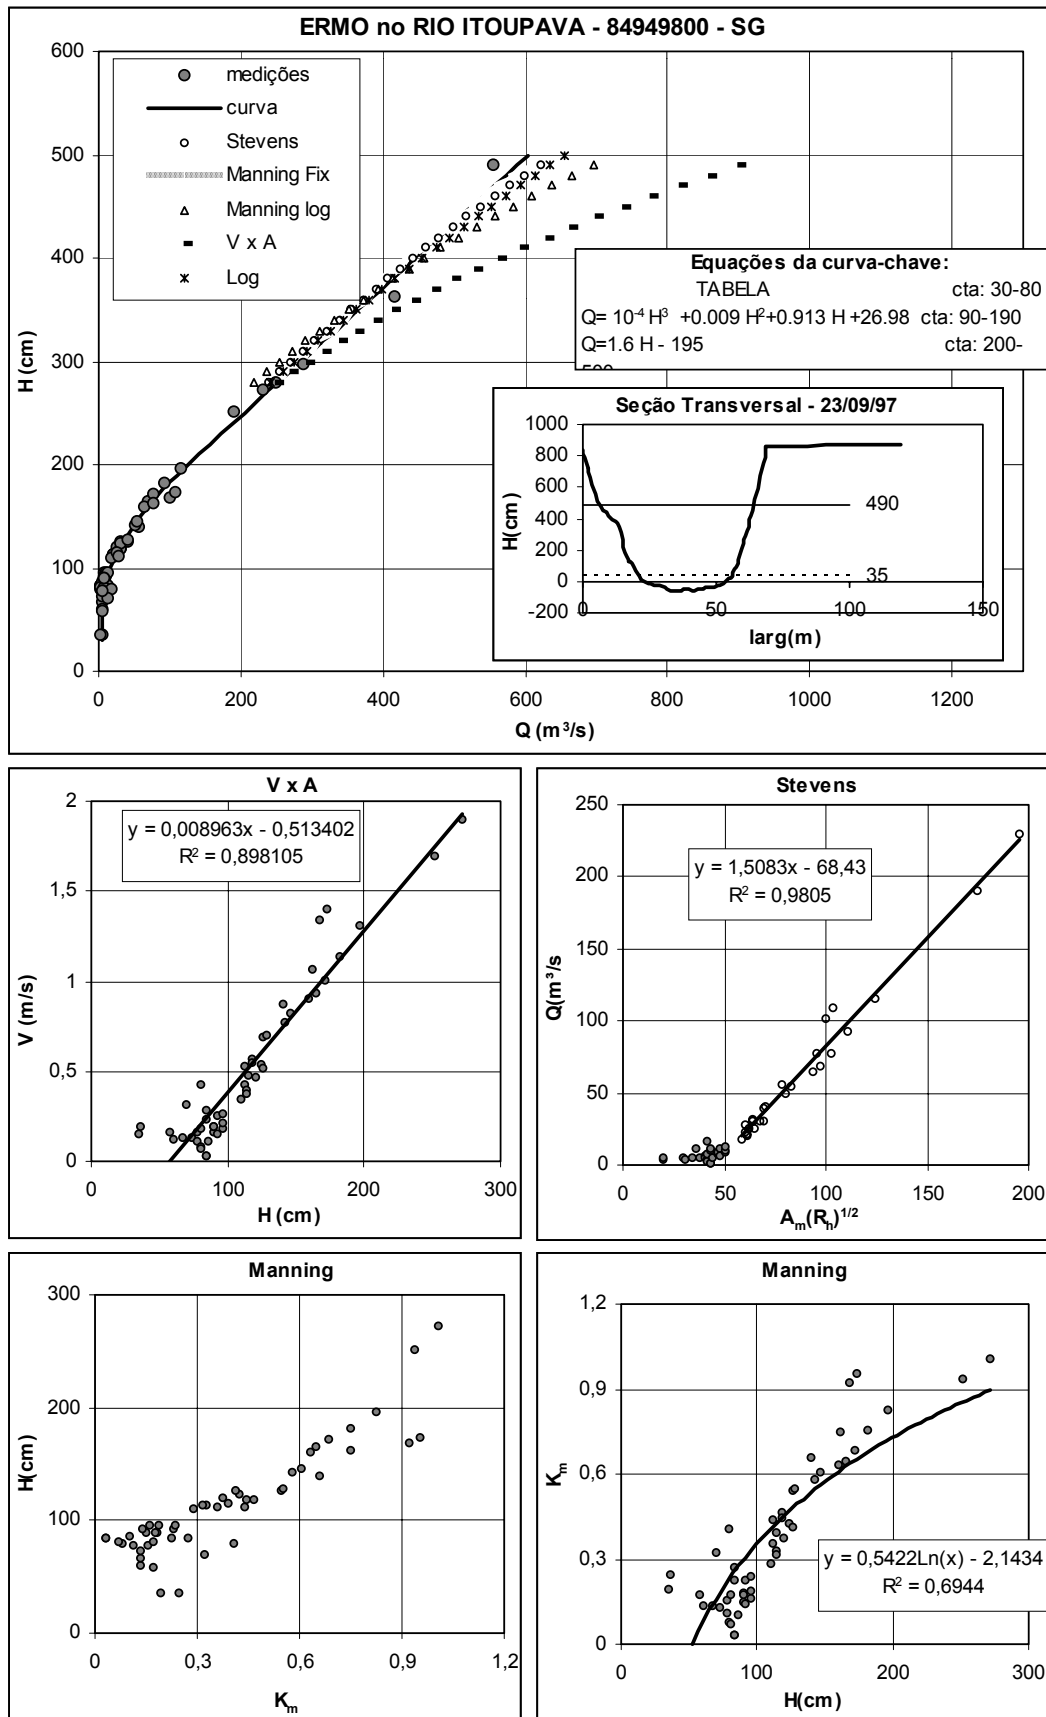 ERMO no RIO ITOUPAVA - 84949800 - SG
600
500
400
300
200
100
0
H (cm)
medições
curva
Stevens
Manning Fix
Manning log
V x A
Log
Equações da curva-chave:
TABELA cta: 30-80
Q= 10⁻⁴ H³ +0.009 H²+0.913 H +26.98 cta: 90-190
Q=1.6 H - 195 cta: 200-
Seção Transversal - 23/09/97
1000
800
600
400
200
0
-200
H(cm)
490
35
0 50 100 150
larg(m)
0 200 400 600 800 1000 1200
Q (m³/s)
V x A
2
1,5
1
0,5
0
V (m/s)
y = 0,008963x - 0,513402
R² = 0,898105
0 100 200 300
H (cm)
Stevens
250
200
150
100
50
0
Q(m³/s
y = 1,5083x - 68,43
R² = 0,9805
0 50 100 150 200
Aₘ(Rₕ)¹/²
Manning
300
200
100
0
H(cm)
0 0,3 0,6 0,9 1,2
Kₘ
Manning
1,2
0,9
0,6
0,3
0
Kₘ
y = 0,5422Ln(x) - 2,1434
R² = 0,6944
0 100 200 300
H(cm)